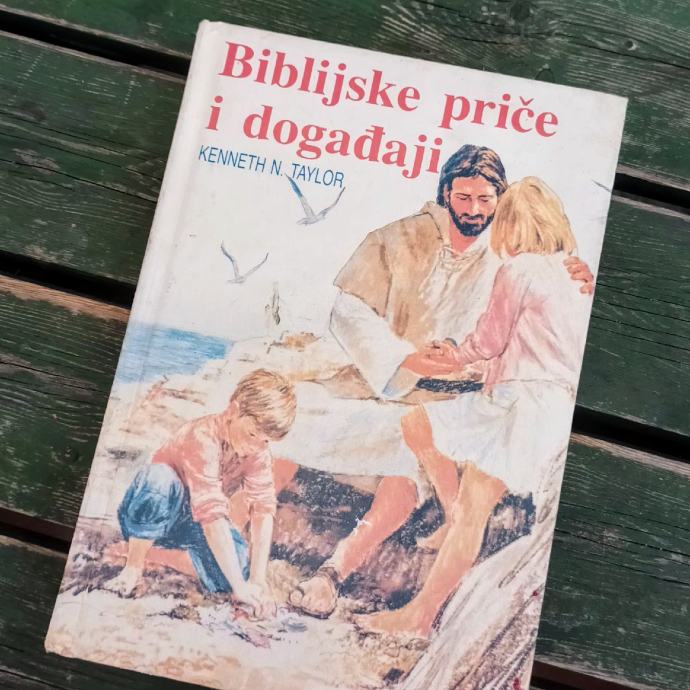 Biblijske priče
i događaji
KENNETH N. TAYLOR